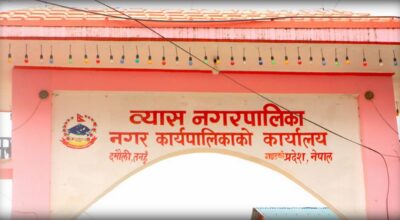 व्यास नगरपालिका
नगर कार्यपालिकाको कार्यालय
दमौली, तनहुँ गण्डकी प्रदेश, नेपाल